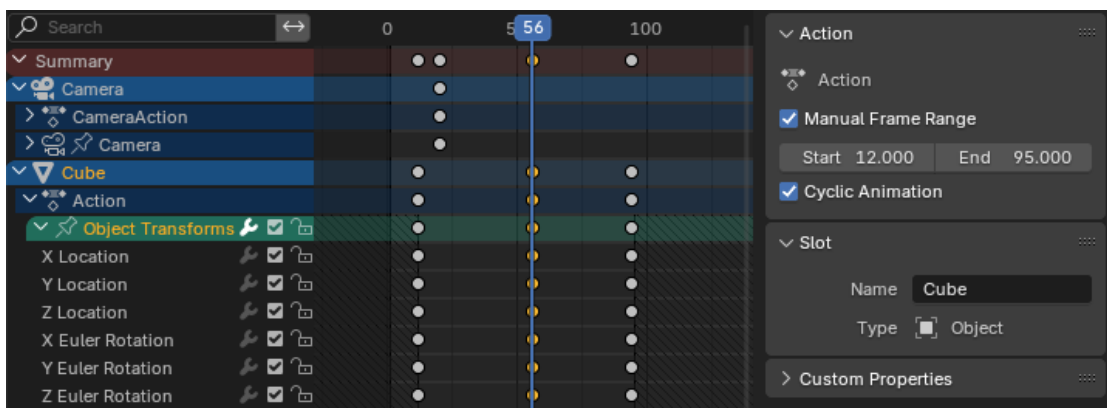 Search
0 50 56 100
Summary
Camera
CameraAction
Camera
Cube
Action
Object Transforms
X Location
Y Location
Z Location
X Euler Rotation
Y Euler Rotation
Z Euler Rotation
Action
Action
Manual Frame Range
Start 12.000 End 95.000
Cyclic Animation
Slot
Name Cube
Type Object
Custom Properties